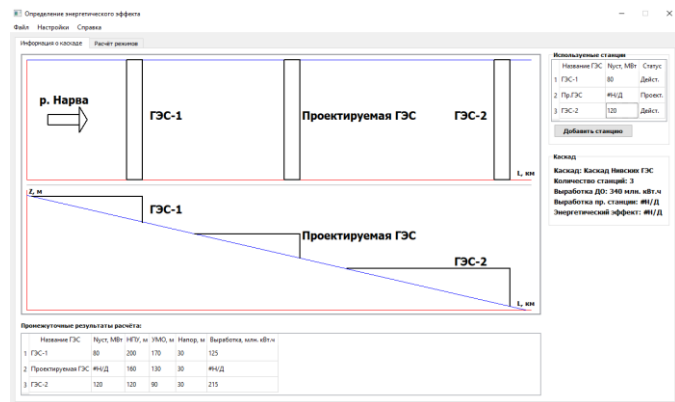 Определение энергетического эффекта
Файл Настройки Справка
Информация о каскаде Расчёт режимов
р. Нарва
ГЭС-1
Проектируемая ГЭС
ГЭС-2
L, км
Z, м
ГЭС-1
Проектируемая ГЭС
ГЭС-2
L, км
Используемые станции
Название ГЭС Nуст, МВт Статус
1 ГЭС-1 80 Дейст.
2 Пр.ГЭС #Н/Д Проект.
3 ГЭС-2 120 Дейст.
Добавить станцию
Каскад
Каскад: Каскад Нивских ГЭС
Количество станций: 3
Выработка ДО: 340 млн. кВт.ч
Выработка пр. станции: #Н/Д
Энергетический эффект: #Н/Д
Промежуточные результаты расчёта:
Название ГЭС Nуст, МВт НПУ, м УМО, м Напор, м Выработка, млн. кВт.ч
1 ГЭС-1 80 200 170 30 125
2 Проектируемая ГЭС #Н/Д 160 130 30 #Н/Д
3 ГЭС-2 120 120 90 30 215